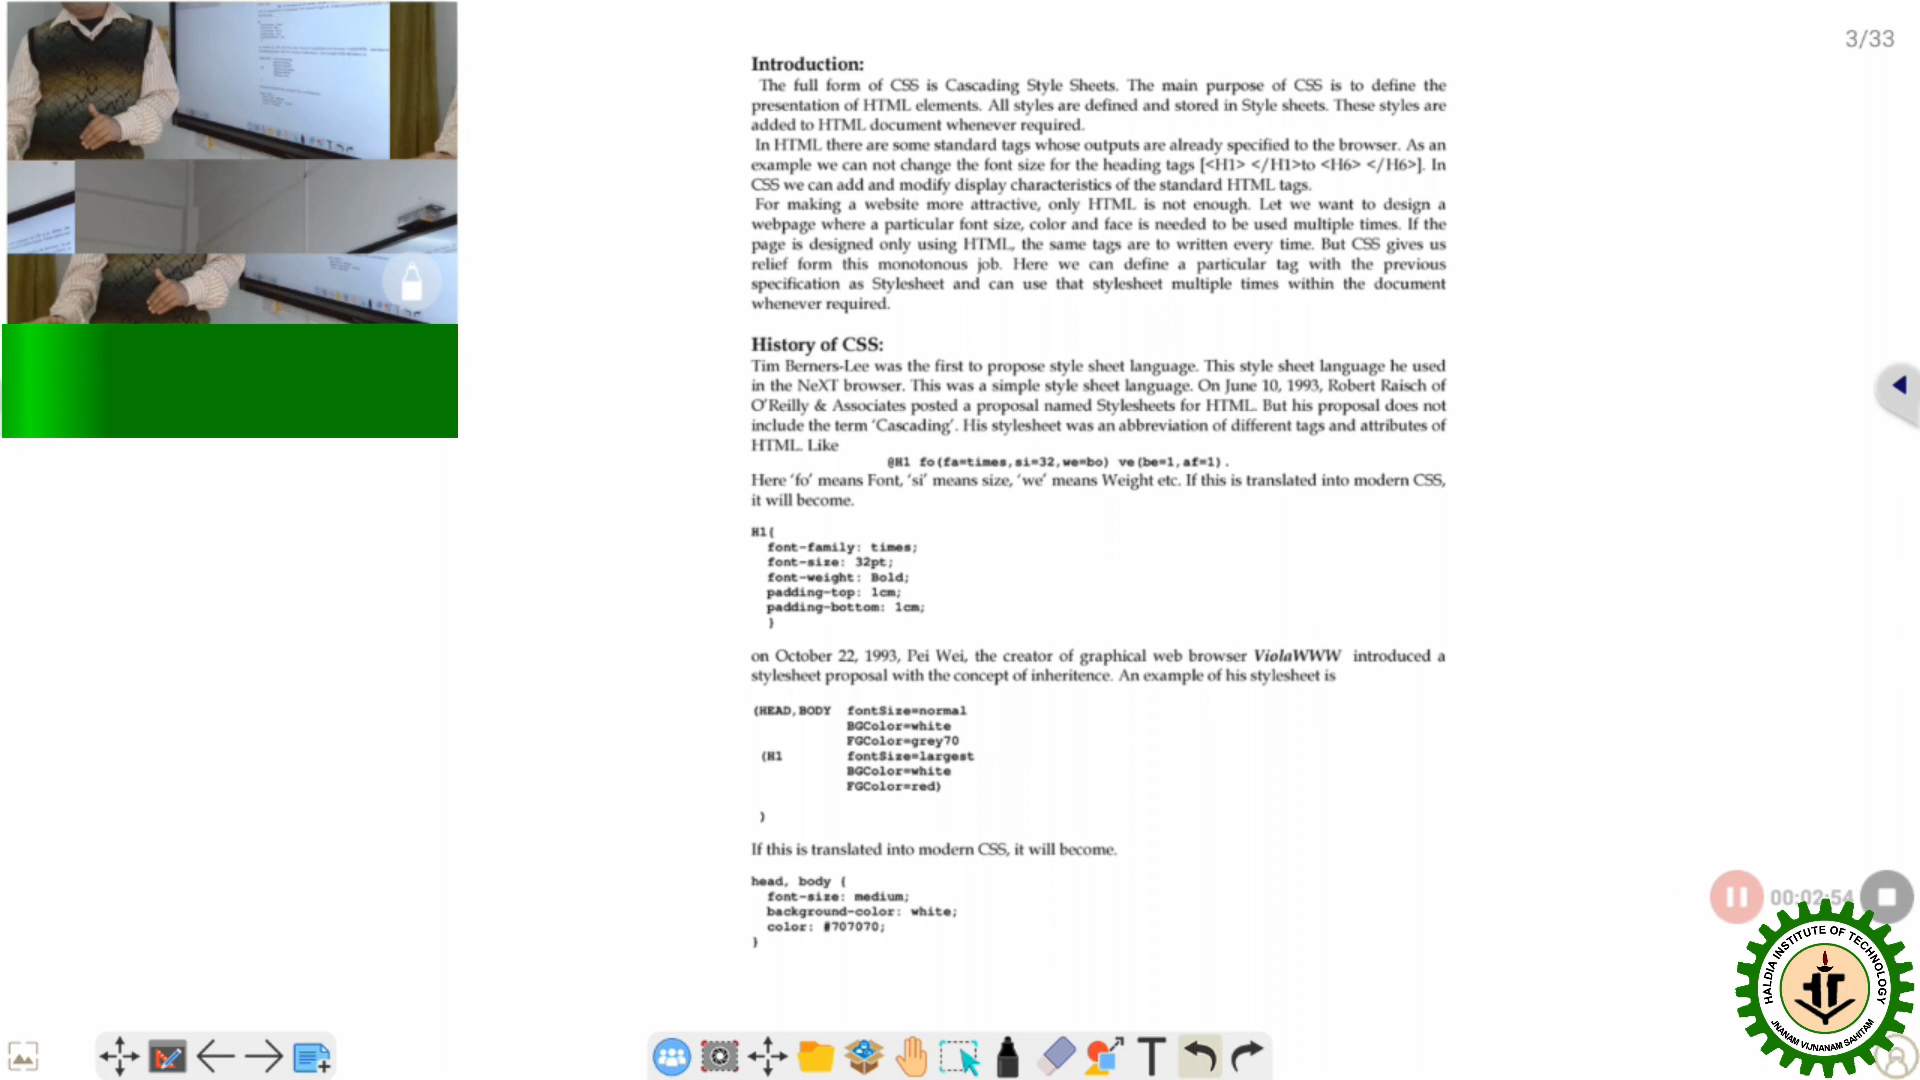 3/33
Introduction:
The full form of CSS is Cascading Style Sheets. The main purpose of CSS is to define the
presentation of HTML elements. All styles are defined and stored in Style sheets. These styles are
added to HTML document whenever required.
In HTML there are some standard tags whose outputs are already specified to the browser. As an
example we can not change the font size for the heading tags [<H1> </H1>to <H6> </H6>]. In
CSS we can add and modify display characteristics of the standard HTML tags.
For making a website more attractive, only HTML is not enough. Let we want to design a
webpage where a particular font size, color and face is needed to be used multiple times. If the
page is designed only using HTML, the same tags are to written every time. But CSS gives us
relief form this monotonous job. Here we can define a particular tag with the previous
specification as Stylesheet and can use that stylesheet multiple times within the document
whenever required.
History of CSS:
Tim Berners-Lee was the first to propose style sheet language. This style sheet language he used
in the NeXT browser. This was a simple style sheet language. On June 10, 1993, Robert Raisch of
O'Reilly & Associates posted a proposal named Stylesheets for HTML. But his proposal does not
include the term 'Cascading'. His stylesheet was an abbreviation of different tags and attributes of
HTML. Like
@H1 fo(fa=times,si=32,we=bo) ve(be=1,af=1).
Here 'fo' means Font, 'si' means size, 'we' means Weight etc. If this is translated into modern CSS,
it will become.
H1{
font-family: times;
font-size: 32pt;
font-weight: Bold;
padding-top: 1cm;
padding-bottom: 1cm;
}
on October 22, 1993, Pei Wei, the creator of graphical web browser ViolaWWW introduced a
stylesheet proposal with the concept of inheritence. An example of his stylesheet is
(HEAD,BODY fontSize=normal
BGColor=white
FGColor=grey70
(H1 fontSize=largest
BGColor=white
FGColor=red)
)
If this is translated into modern CSS, it will become.
head, body {
font-size: medium;
background-color: white;
color: #707070;
}
00:02:54
HALDIA INSTITUTE OF TECHNOLOGY
JNANAM VIJNANAM SAHITAM
T